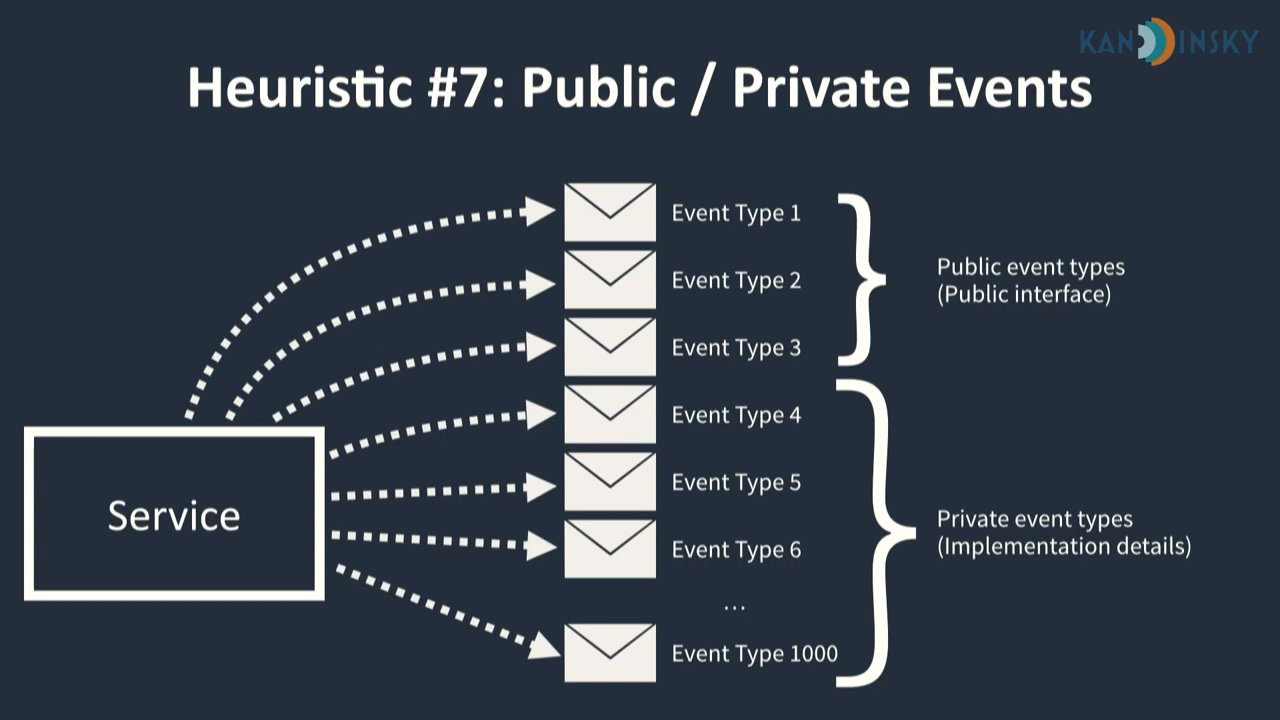 KANDINSKY
Heuristic #7: Public / Private Events
Event Type 1
Event Type 2
Event Type 3
Event Type 4
Event Type 5
Event Type 6
...
Event Type 1000
Public event types
(Public interface)
Private event types
(Implementation details)
Service